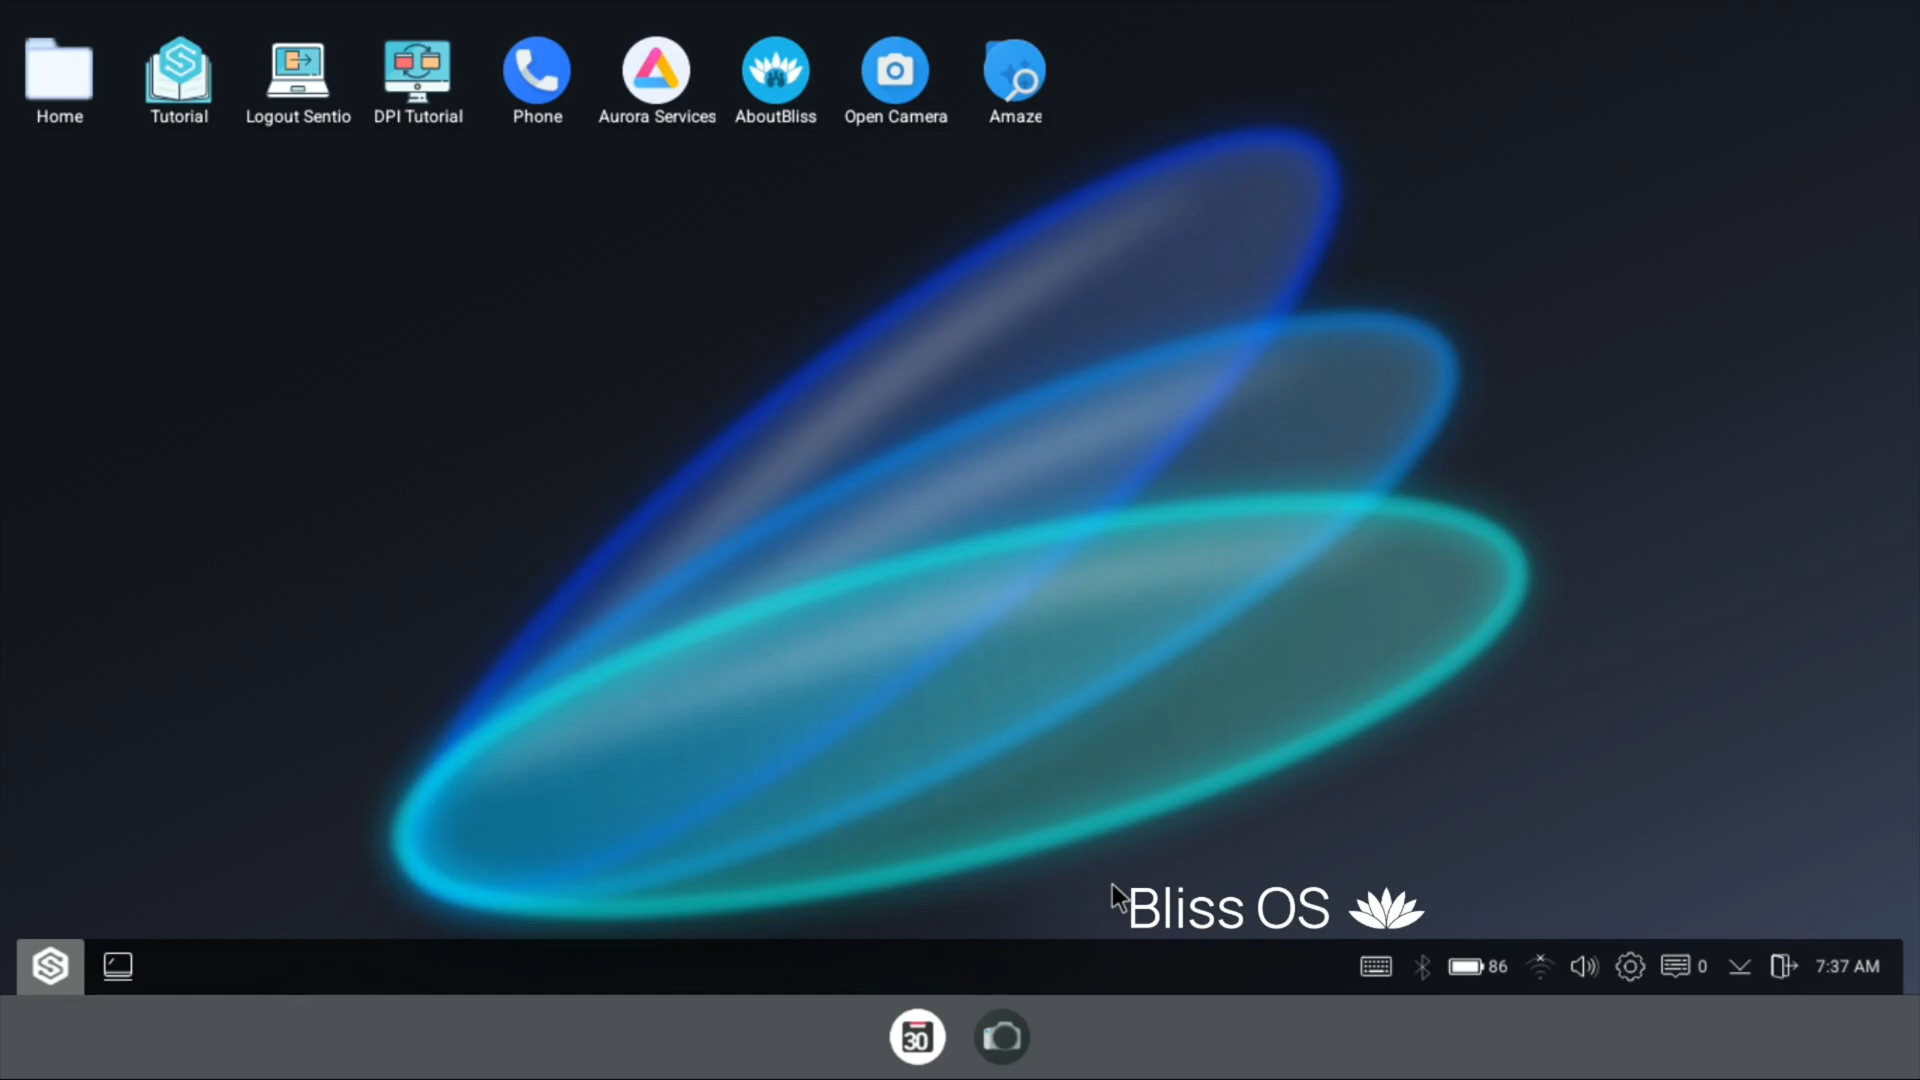 Home
Tutorial
Logout Sentio
DPI Tutorial
Phone
Aurora Services
AboutBliss
Open Camera
Amaze
Bliss OS
86
0
7:37 AM
30